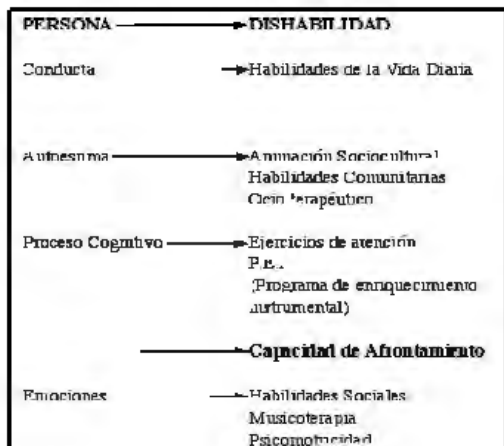 PERSONA DISHABILIDAD
Conducta Habilidades de la Vida Diaria
Autoestima Animación Sociocultural
Habilidades Comunitarias
Ocio terapéutico
Proceso Cognitivo Ejercicios de atención
P.e.i.
(Programa de enriquecimiento
instrumental)
Capacidad de Afrontamiento
Emociones Habilidades Sociales
Musicoterapia
Psicomotricidad